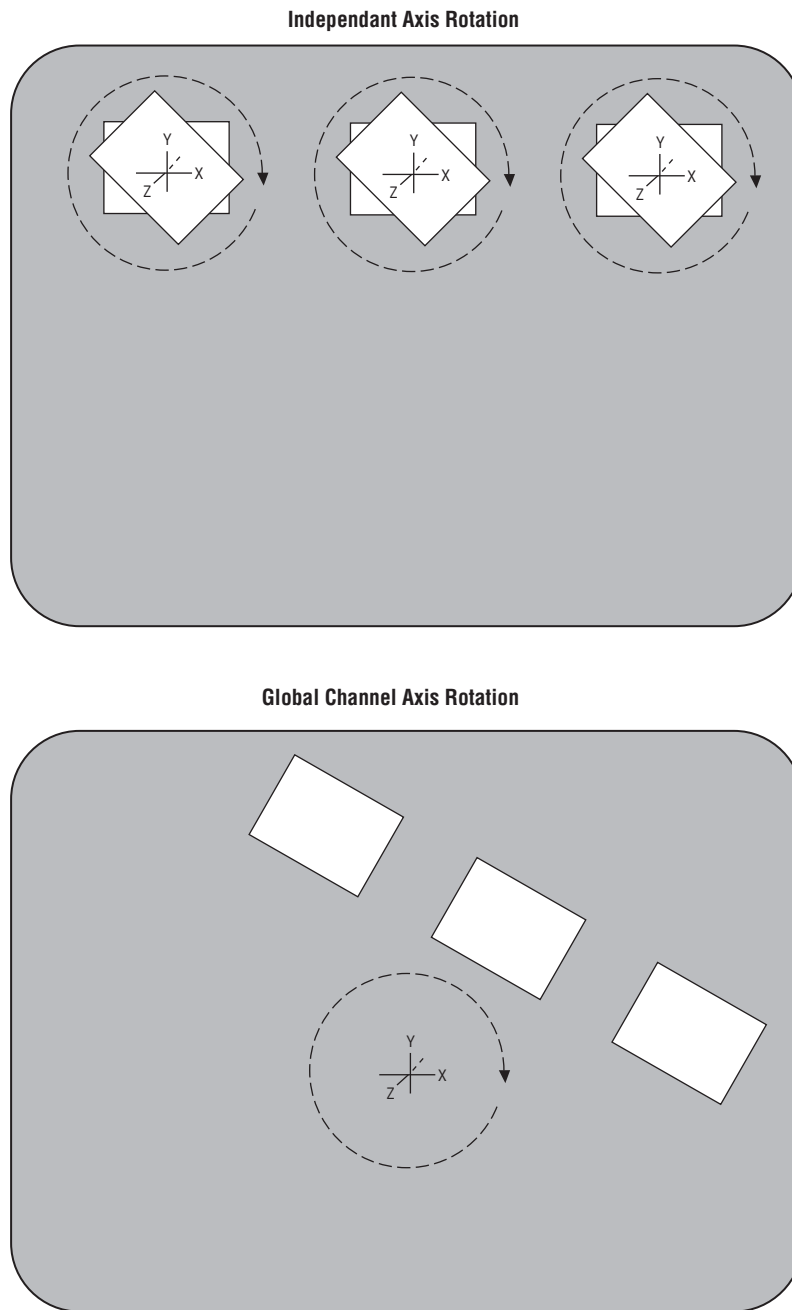 Independant Axis Rotation
Y Y Y
X X X
Z Z Z
Global Channel Axis Rotation
Y
X
Z